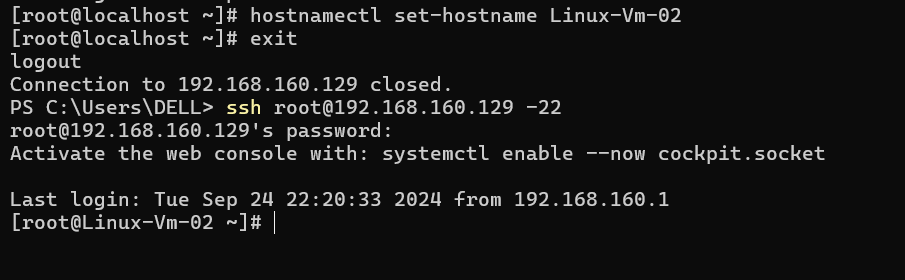 [root@localhost ~]# hostnamectl set-hostname Linux-Vm-02
[root@localhost ~]# exit
logout
Connection to 192.168.160.129 closed.
PS C:\Users\DELL> ssh root@192.168.160.129 -22
root@192.168.160.129's password:
Activate the web console with: systemctl enable --now cockpit.socket
Last login: Tue Sep 24 22:20:33 2024 from 192.168.160.1
[root@Linux-Vm-02 ~]#